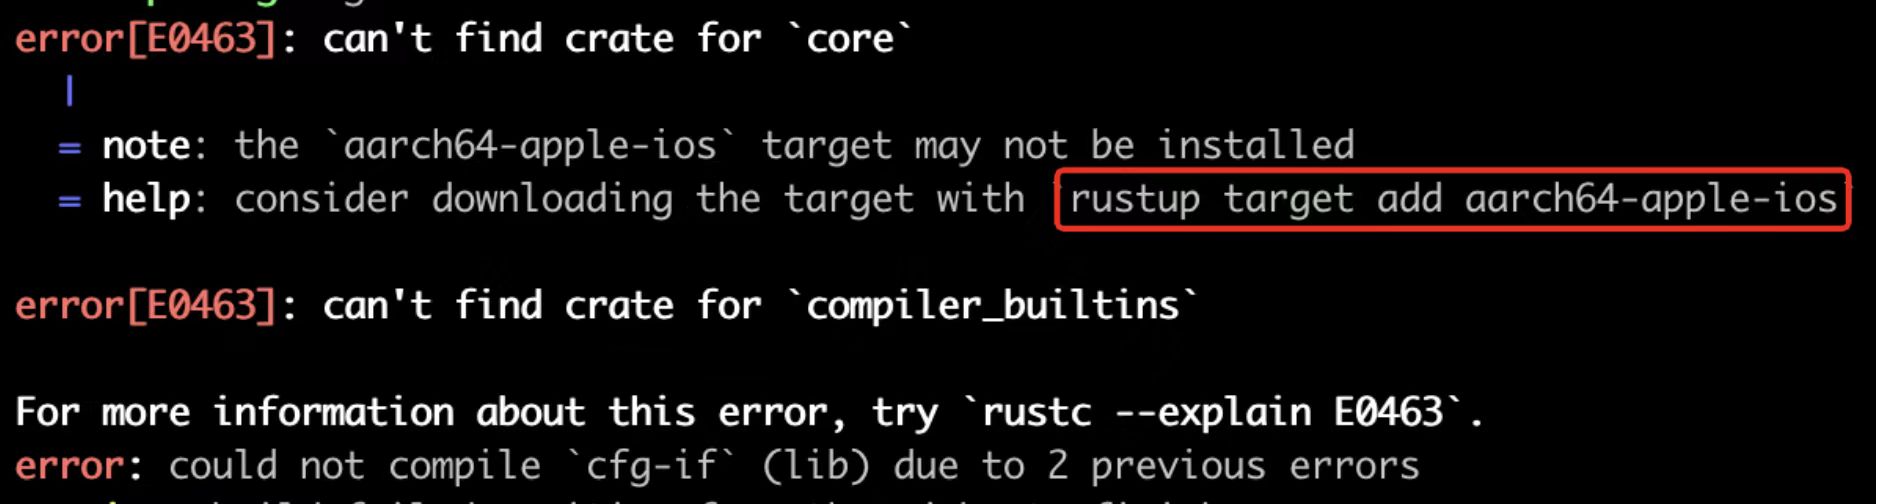 error[E0463]: can't find crate for `core`
|
= note: the `aarch64-apple-ios` target may not be installed
= help: consider downloading the target with rustup target add aarch64-apple-ios
error[E0463]: can't find crate for `compiler_builtins`
For more information about this error, try `rustc --explain E0463`.
error: could not compile `cfg-if` (lib) due to 2 previous errors